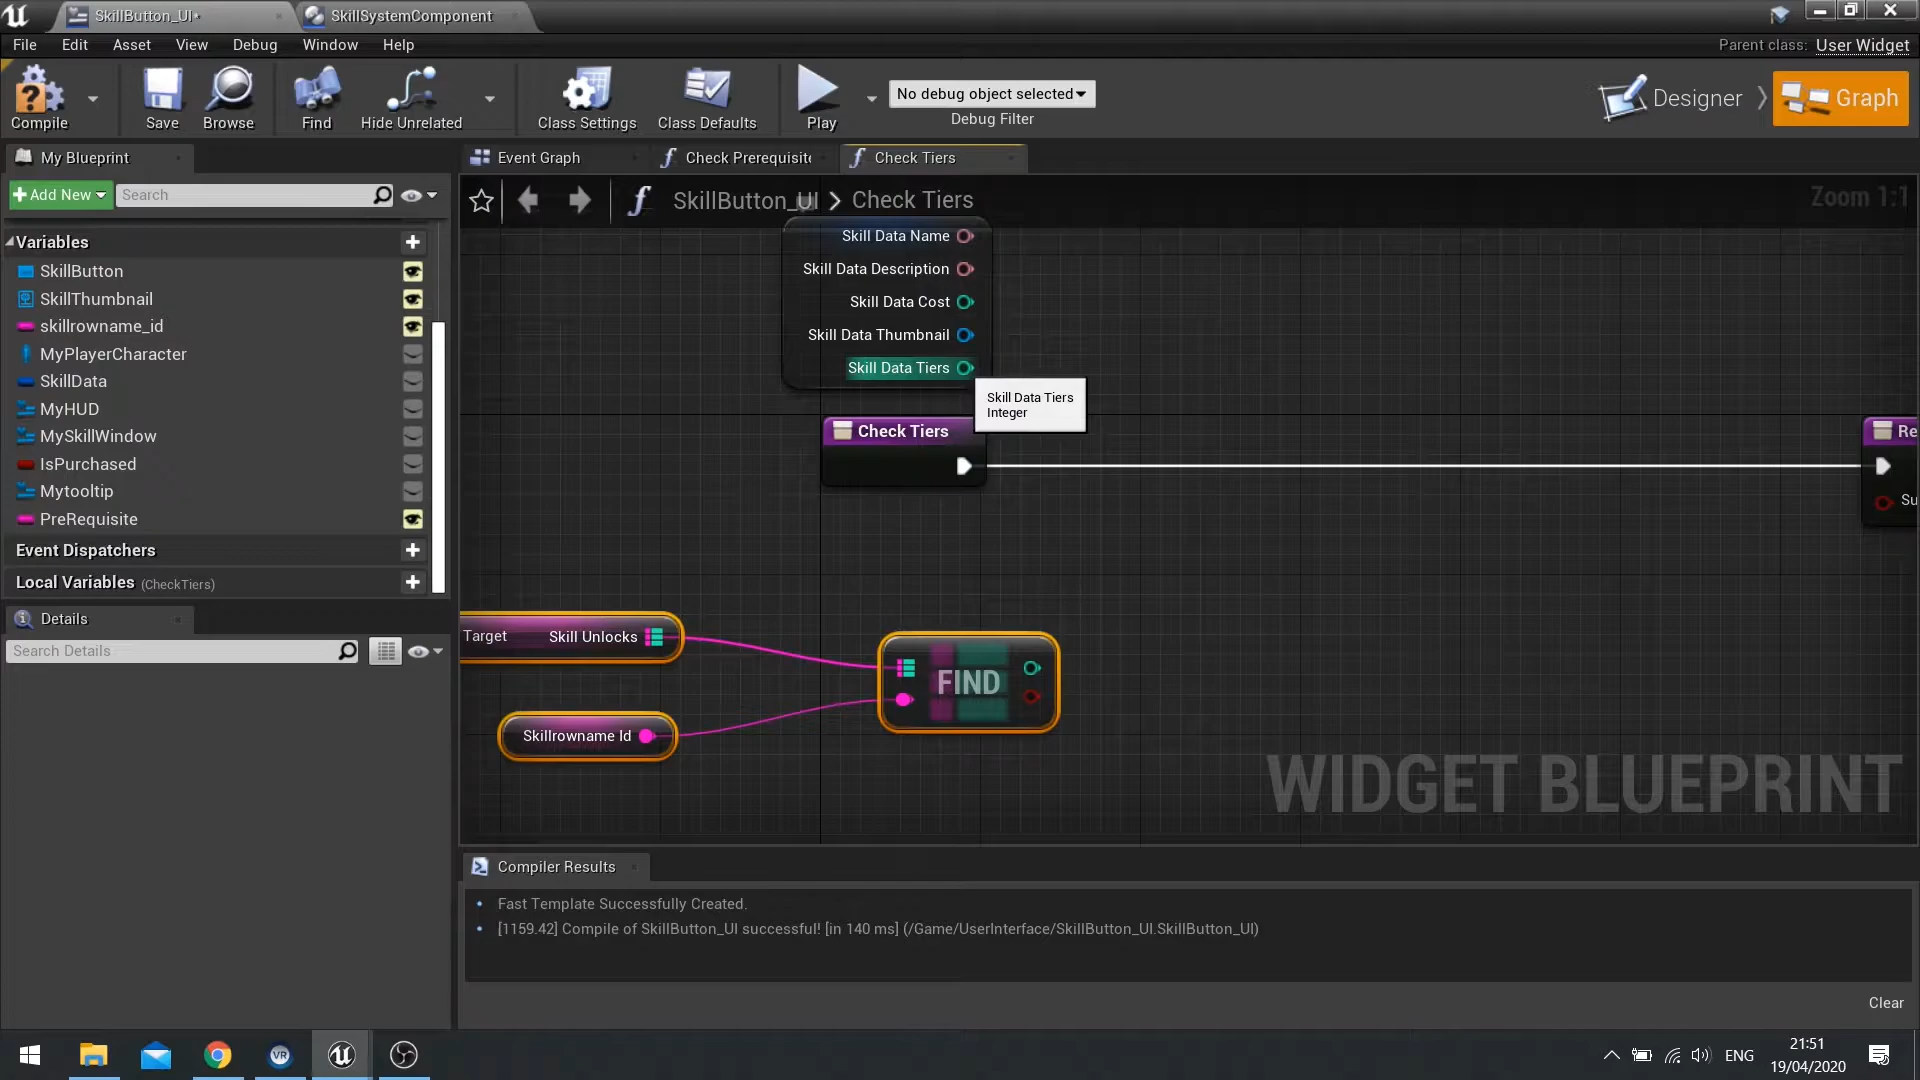 SkillButton_UI*
SkillSystemComponent
File
Edit
Asset
View
Debug
Window
Help
Parent class:
User Widget
Compile
Save
Browse
Find
Hide Unrelated
Class Settings
Class Defaults
Play
No debug object selected
Debug Filter
Designer
Graph
My Blueprint
Event Graph
Check Prerequisite
Check Tiers
Add New
Search
SkillButton_UI
Check Tiers
Zoom 1:1
Variables
SkillButton
SkillThumbnail
skillrowname_id
MyPlayerCharacter
SkillData
MyHUD
MySkillWindow
IsPurchased
Mytooltip
PreRequisite
Event Dispatchers
Local Variables (CheckTiers)
Details
Search Details
Skill Data Name
Skill Data Description
Skill Data Cost
Skill Data Thumbnail
Skill Data Tiers
Skill Data Tiers
Integer
Check Tiers
Re
Su
Target
Skill Unlocks
Skillrowname Id
FIND
WIDGET BLUEPRINT
Compiler Results
Fast Template Successfully Created.
[1159.42] Compile of SkillButton_UI successful! [in 140 ms] (/Game/UserInterface/SkillButton_UI.SkillButton_UI)
Clear
VR
ENG
21:51
19/04/2020